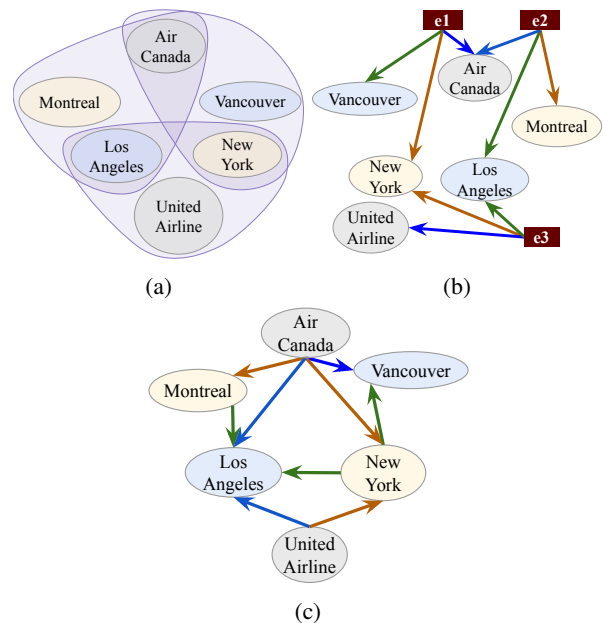 Air
Canada
Montreal
Vancouver
Los
Angeles
New
York
United
Airline
(a)
e1
e2
Air
Canada
Vancouver
Montreal
New
York
Los
Angeles
United
Airline
e3
(b)
Air
Canada
Vancouver
Montreal
Los
Angeles
New
York
United
Airline
(c)